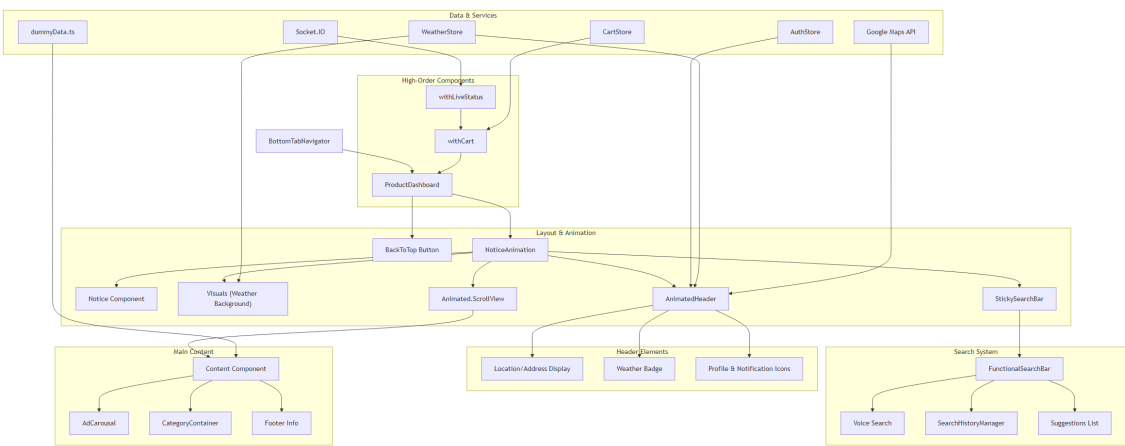 Data & Services
dummyData.ts
Socket.IO
WeatherStore
CartStore
AuthStore
Google Maps API
High-Order Components
withLiveStatus
BottomTabNavigator
withCart
ProductDashboard
Layout & Animation
BackToTop Button
NoticeAnimation
Notice Component
Visuals (Weather
Background)
Animated.ScrollView
AnimatedHeader
StickySearchBar
Main Content
Content Component
AdCarousal
CategoryContainer
Footer Info
Header Elements
Location/Address Display
Weather Badge
Profile & Notification Icons
Search System
FunctionalSearchBar
Voice Search
SearchHistoryManager
Suggestions List